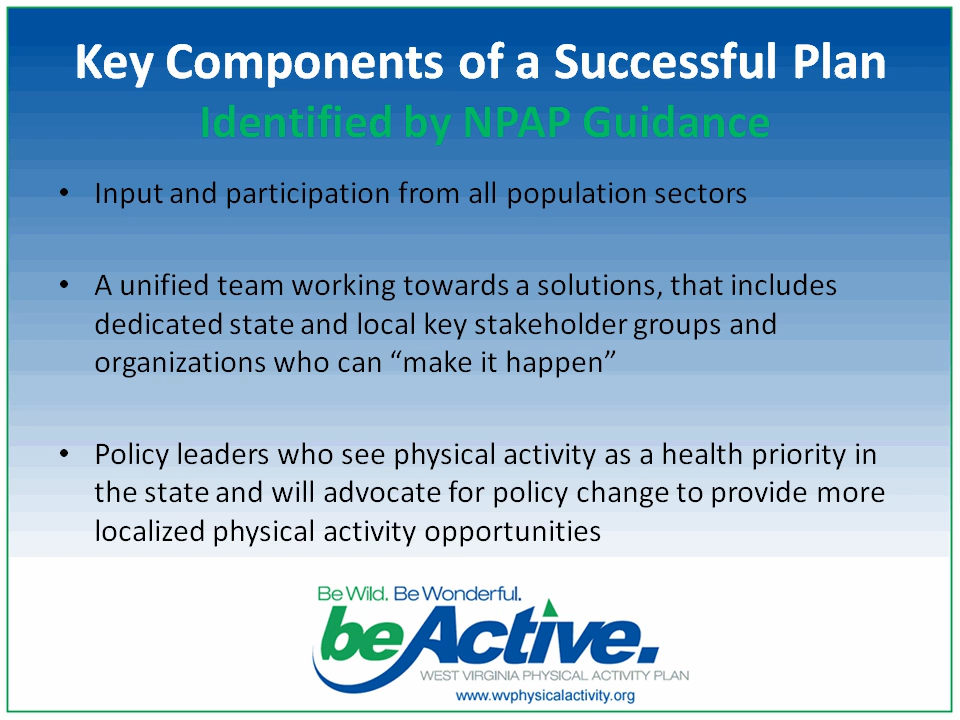 Key Components of a Successful Plan
Identified by NPAP Guidance
• Input and participation from all population sectors
• A unified team working towards a solutions, that includes
dedicated state and local key stakeholder groups and
organizations who can “make it happen”
• Policy leaders who see physical activity as a health priority in
the state and will advocate for policy change to provide more
localized physical activity opportunities
Be Wild. Be Wonderful.
beActive.
WEST VIRGINIA PHYSICAL ACTIVITY PLAN
www.wvphysicalactivity.org